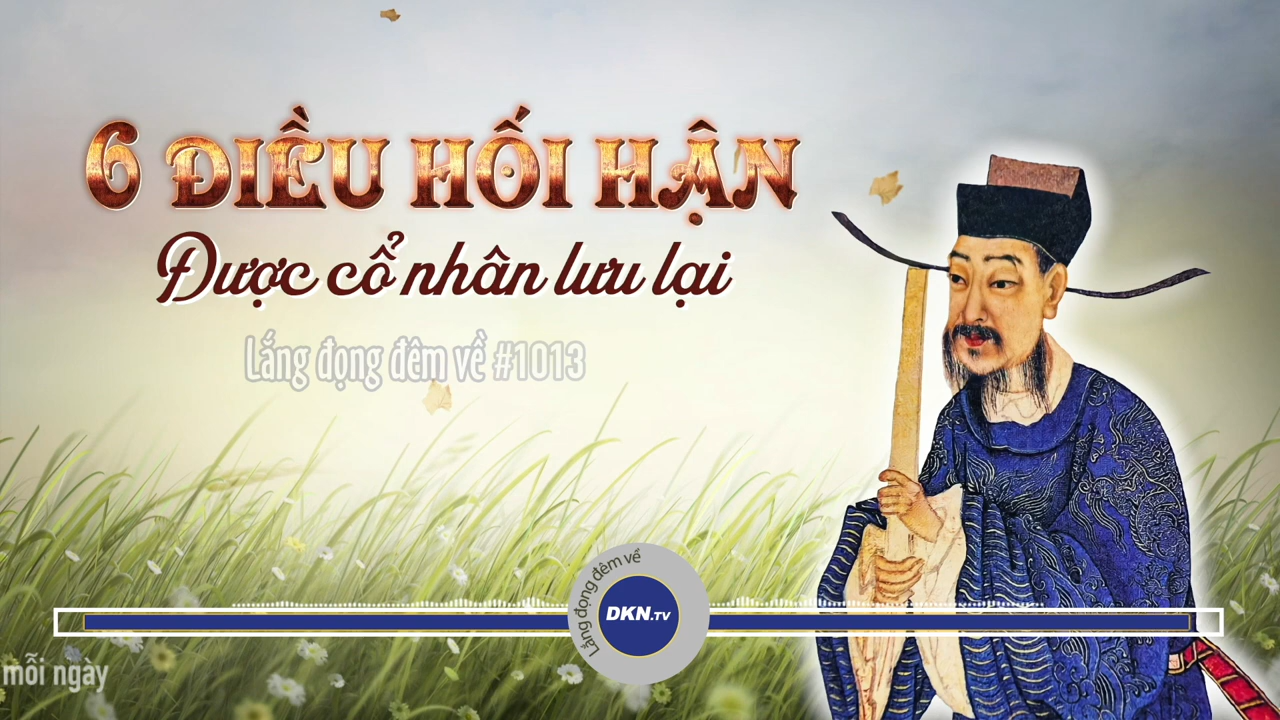 6 ĐIỀU HỐI HẬN
Được cổ nhân lưu lại
Lắng đọng đêm về #1013
Lắng đọng đêm về
DKN.TV
mỗi ngày